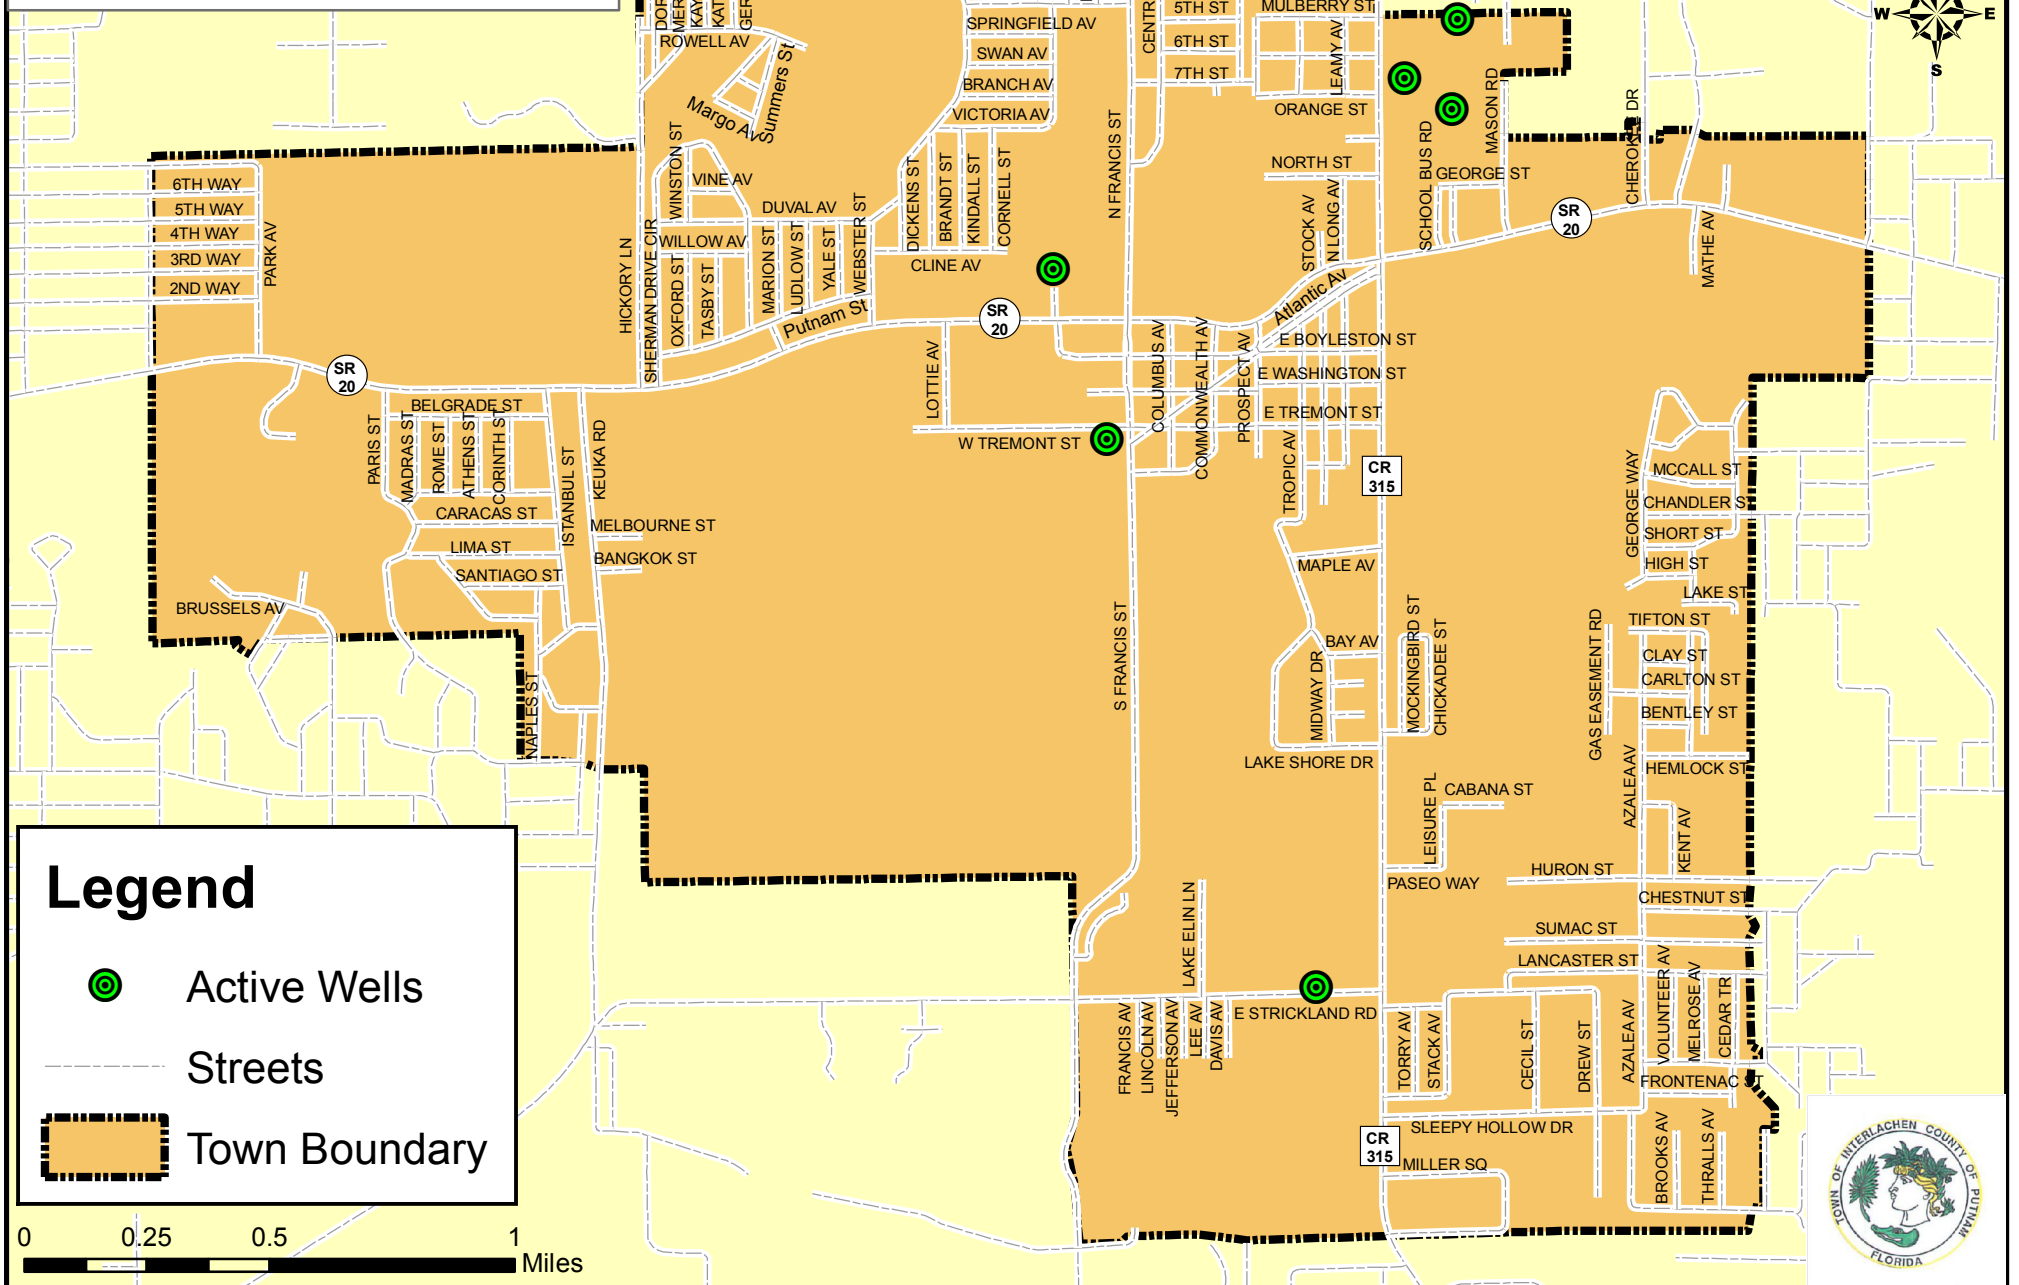 SPRINGFIELD AV
5TH ST
MULBERRY ST
W
E
S
ROWELL AV
SWAN AV
6TH ST
LEAMY AV
BRANCH AV
7TH ST
Summers St
Margo Av
VICTORIA AV
ORANGE ST
MASON RD
CHEROKEE DR
N FRANCIS ST
SCHOOL BUS RD
WINSTON ST
NORTH ST
GEORGE ST
6TH WAY
5TH WAY
4TH WAY
3RD WAY
2ND WAY
PARK AV
VINE AV
DUVAL AV
WILLOW AV
DICKENS ST
BRANDT ST
KINDALL ST
CORNELL ST
CLINE AV
HICKORY LN
SHERMAN DRIVE CIR
OXFORD ST
TASBY ST
MARION ST
LUDLOW ST
YALE ST
WEBSTER ST
Putnam St
STOCK AV
N LONG AV
SR
20
MATHE AV
SR
20
SR
20
Atlantic Av
LOTTIE AV
COLUMBUS AV
COMMONWEALTH AV
PROSPECT AV
E BOYLESTON ST
E WASHINGTON ST
E TREMONT ST
W TREMONT ST
TROPIC AV
CR
315
BELGRADE ST
PARIS ST
MADRAS ST
ROME ST
ATHENS ST
CORINTH ST
ISTANBUL ST
KEUKA RD
CARACAS ST
MELBOURNE ST
LIMA ST
BANGKOK ST
SANTIAGO ST
BRUSSELS AV
NAPLES ST
GEORGE WAY
MCCALL ST
CHANDLER ST
SHORT ST
HIGH ST
LAKE ST
MAPLE AV
S FRANCIS ST
BAY AV
MIDWAY DR
MOCKINGBIRD ST
CHICKADEE ST
LAKE SHORE DR
GAS EASEMENT RD
TIFTON ST
CLAY ST
CARLTON ST
BENTLEY ST
HEMLOCK ST
AZALEA AV
KENT AV
LEISURE PL
CABANA ST
PASEO WAY
HURON ST
CHESTNUT ST
SUMAC ST
LANCASTER ST
LAKE ELIN LN
E STRICKLAND RD
FRANCIS AV
LINCOLN AV
JEFFERSON AV
LEE AV
DAVIS AV
TORRY AV
STACK AV
CECIL ST
DREW ST
AZALEA AV
VOLUNTEER AV
MELROSE AV
CEDAR TR
FRONTENAC ST
SLEEPY HOLLOW DR
CR
315
MILLER SQ
BROOKS AV
THRALLS AV
Legend
Active Wells
Streets
Town Boundary
0 0.25 0.5 1
Miles
TOWN OF INTERLACHEN COUNTY OF PUTNAM
FLORIDA